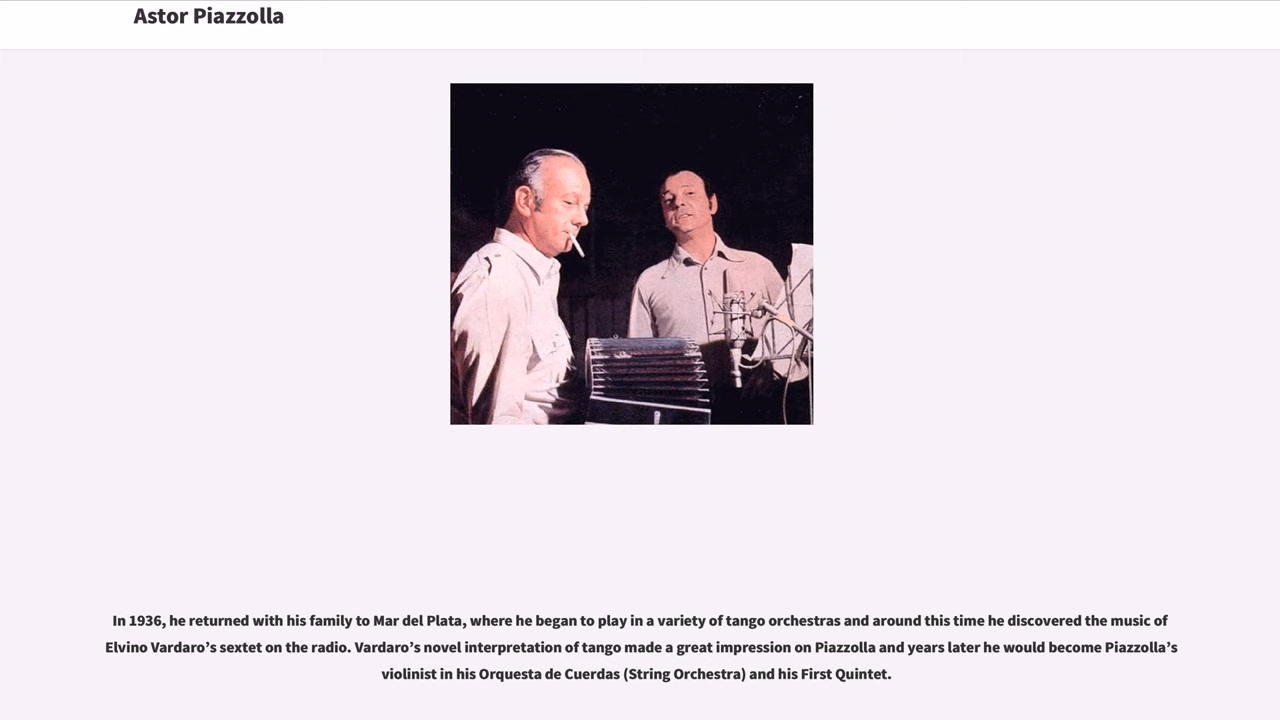 Astor Piazzolla
In 1936, he returned with his family to Mar del Plata, where he began to play in a variety of tango orchestras and around this time he discovered the music of
Elvino Vardaro’s sextet on the radio. Vardaro’s novel interpretation of tango made a great impression on Piazzolla and years later he would become Piazzolla’s
violinist in his Orquesta de Cuerdas (String Orchestra) and his First Quintet.